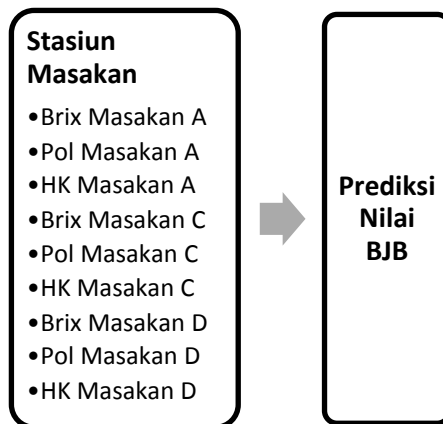 Stasiun
Masakan
•Brix Masakan A
•Pol Masakan A
•HK Masakan A
•Brix Masakan C
•Pol Masakan C
•HK Masakan C
•Brix Masakan D
•Pol Masakan D
•HK Masakan D
Prediksi
Nilai
BJB